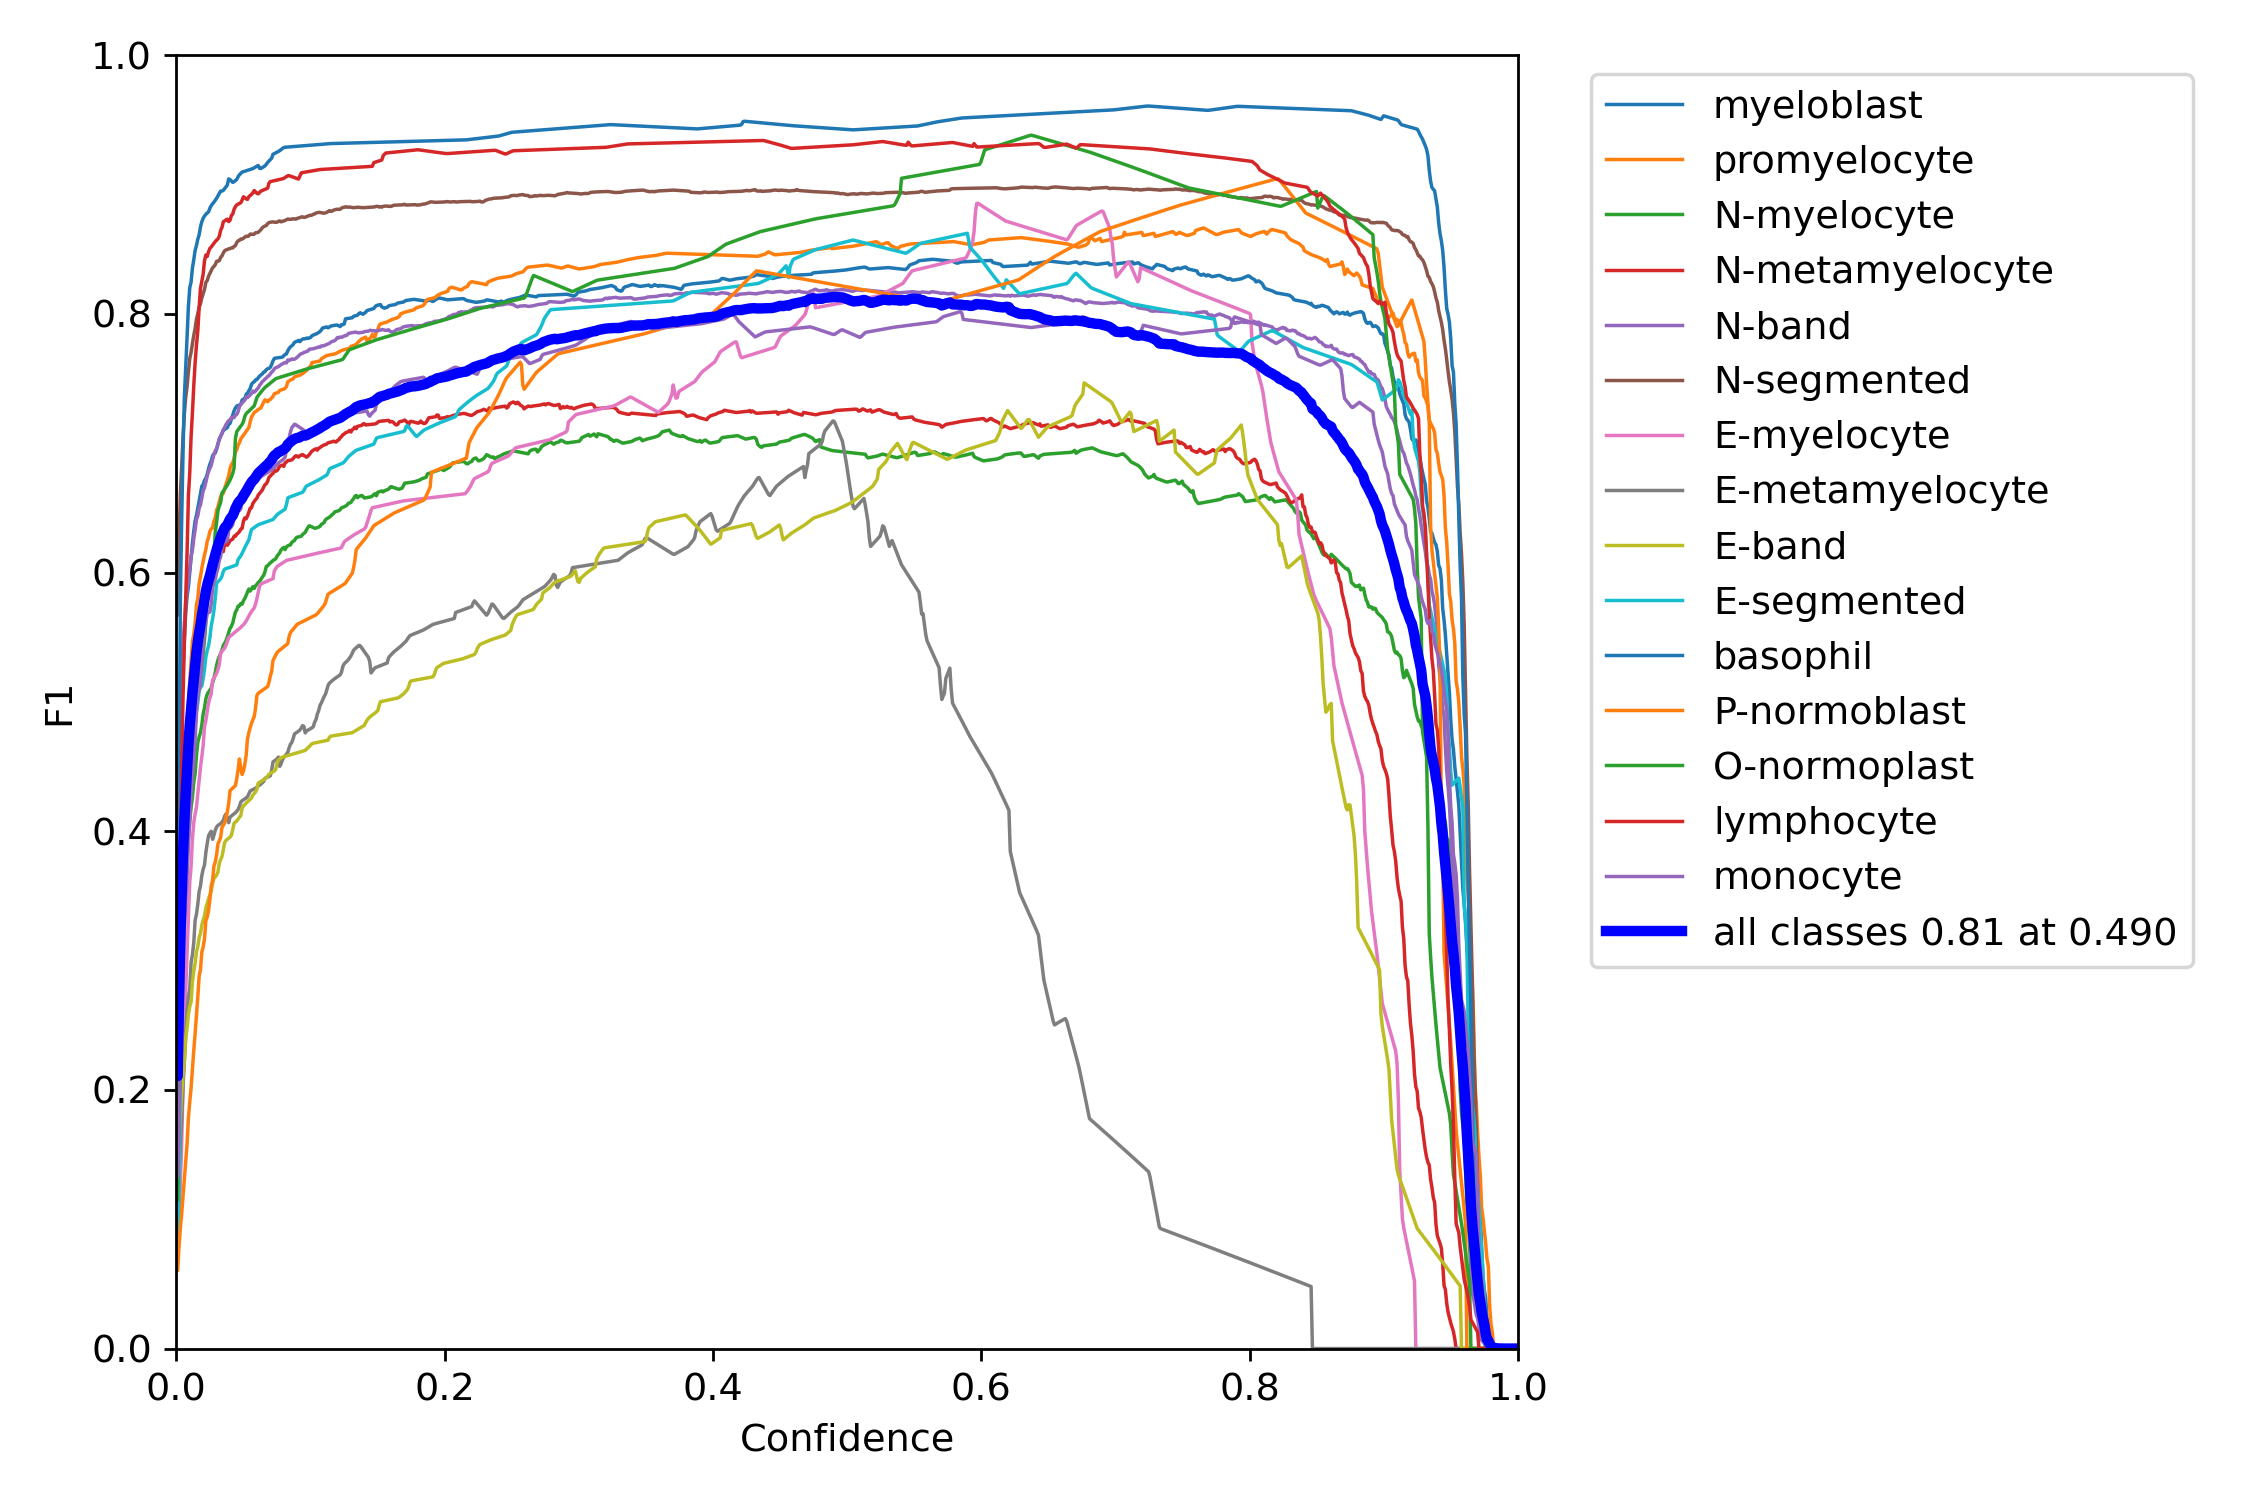 1.0
0.8
0.6
0.4
0.2
0.0
F1
0.0 0.2 0.4 0.6 0.8 1.0
Confidence
myeloblast
promyelocyte
N-myelocyte
N-metamyelocyte
N-band
N-segmented
E-myelocyte
E-metamyelocyte
E-band
E-segmented
basophil
P-normoblast
O-normoplast
lymphocyte
monocyte
all classes 0.81 at 0.490